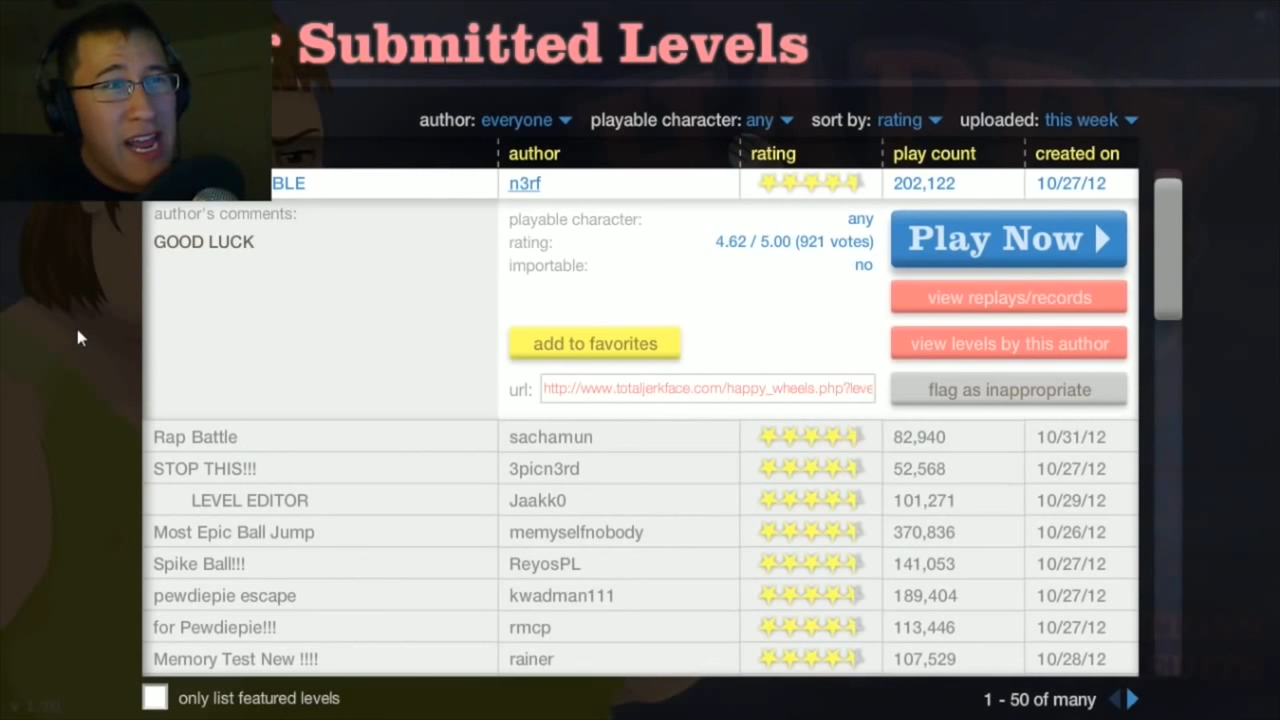 Submitted Levels
author: everyone playable character: any sort by: rating uploaded: this week
author rating play count created on
BLE n3rf 202,122 10/27/12
author's comments:
GOOD LUCK
playable character: any
rating: 4.62 / 5.00 (921 votes)
importable: no
Play Now
view replays/records
add to favorites
view levels by this author
url: http://www.totaljerkface.com/happy_wheels.php?leve
flag as inappropriate
Rap Battle sachamun 82,940 10/31/12
STOP THIS!!! 3picn3rd 52,568 10/27/12
LEVEL EDITOR Jaakk0 101,271 10/29/12
Most Epic Ball Jump memyselfnobody 370,836 10/26/12
Spike Ball!!! ReyosPL 141,053 10/27/12
pewdiepie escape kwadman111 189,404 10/27/12
for Pewdiepie!!! rmcp 113,446 10/27/12
Memory Test New !!!! rainer 107,529 10/28/12
only list featured levels
1 - 50 of many